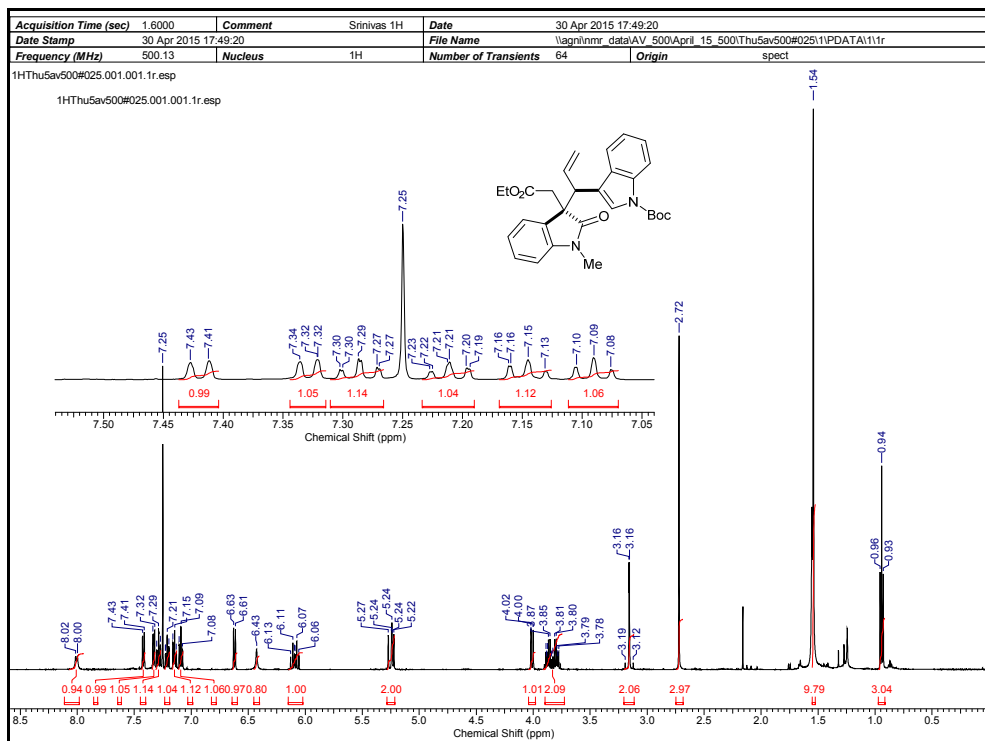 Acquisition Time (sec) 1.6000 Comment Srinivas 1H Date 30 Apr 2015 17:49:20
Date Stamp 30 Apr 2015 17:49:20 File Name \\agni\nmr_data\AV_500\April_15_500\Thu5av500#025\1\PDATA\1\1r
Frequency (MHz) 500.13 Nucleus 1H Number of Transients 64 Origin spect
1HThu5av500#025.001.001.1r.esp
1HThu5av500#025.001.001.1r.esp
1.54
7.25
EtO2C
N
Boc
O
N
Me
7.25 7.43 7.41 7.34 7.32 7.32 7.30 7.30 7.29 7.27 7.27 7.23 7.22 7.21 7.21 7.20 7.19 7.16 7.16 7.15 7.13 7.10 7.09 7.08
2.72
0.99 1.05 1.14 1.04 1.12 1.06
7.50 7.45 7.40 7.35 7.30 7.25 7.20 7.15 7.10 7.05
Chemical Shift (ppm)
0.94
8.02 8.00 7.43 7.41 7.32 7.29 7.21 7.15 7.09 7.08 6.63 6.61 6.43 6.13 6.11 6.07 6.06 5.27 5.24 5.24 5.24 5.22 4.02 4.00 3.87 3.85 3.81 3.80 3.79 3.78 3.19 3.16 3.16 3.12 0.96 0.93
0.94 0.99 1.05 1.14 1.04 1.12 1.06 0.97 0.80 1.00 2.00 1.01 2.09 2.06 2.97 9.79 3.04
8.5 8.0 7.5 7.0 6.5 6.0 5.5 5.0 4.5 4.0 3.5 3.0 2.5 2.0 1.5 1.0 0.5
Chemical Shift (ppm)